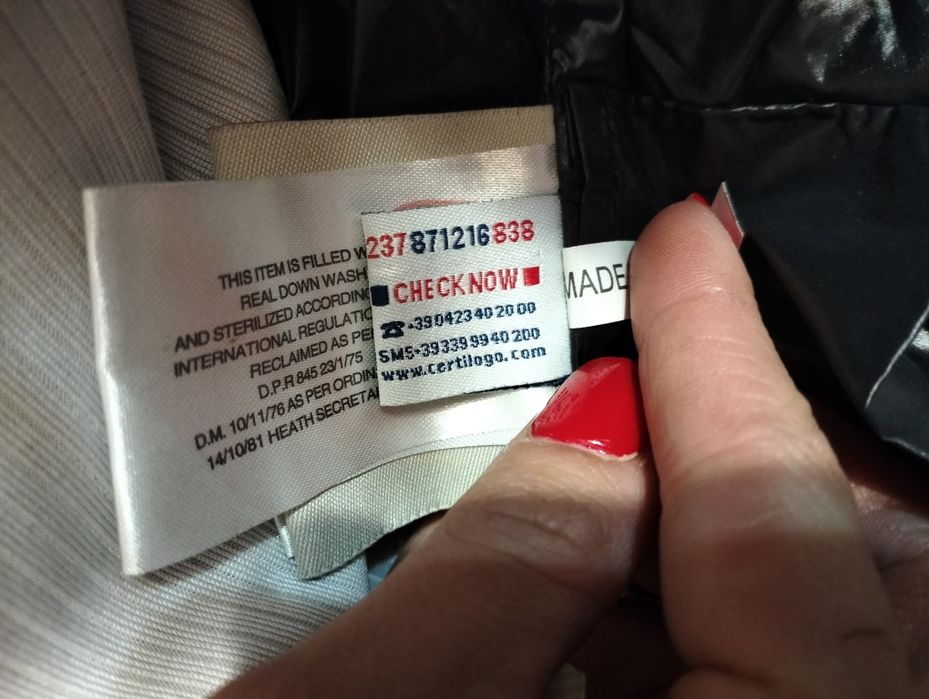 THIS ITEM IS FILLED
REAL DOWN WASH
AND STERILIZED ACCORDING
INTERNATIONAL REGULATIO
RECLAIMED AS PE
D.P.R 845 23/1/75
D.M. 10/11/76 AS PER ORDIN
14/10/81 HEATH SECRETA
237871216838
CHECK NOW
☎+39 0423 40 20 00
SMS+39 339 99 40 200
www.certilogo.com
MADE